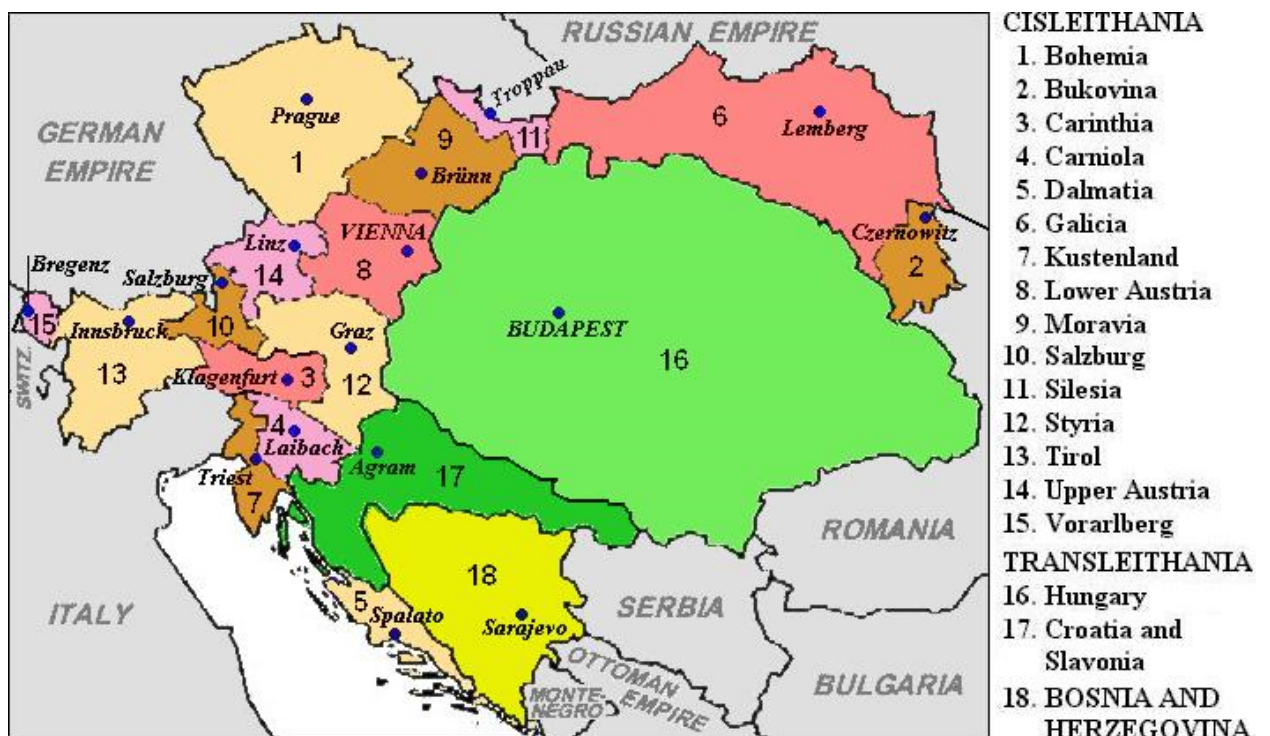 RUSSIAN EMPIRE
Troppau
Prague
6
Lemberg
GERMAN
EMPIRE
9
11
1
Brünn
Linz
VIENNA
Czernowitz
Bregenz
Salzburg
14
8
2
15
Innsbruck
10
Graz
BUDAPEST
SWITZ.
13
Klagenfurt
3
12
16
4
Laibach
Agram
Triest
17
7
ROMANIA
18
ITALY
5
Spalato
Sarajevo
SERBIA
OTTOMAN
EMPIRE
MONTE-
NEGRO
BULGARIA
CISLEITHANIA
1. Bohemia
2. Bukovina
3. Carinthia
4. Carniola
5. Dalmatia
6. Galicia
7. Kustenland
8. Lower Austria
9. Moravia
10. Salzburg
11. Silesia
12. Styria
13. Tirol
14. Upper Austria
15. Vorarlberg
TRANSLEITHANIA
16. Hungary
17. Croatia and
Slavonia
18. BOSNIA AND
HERZEGOVINA